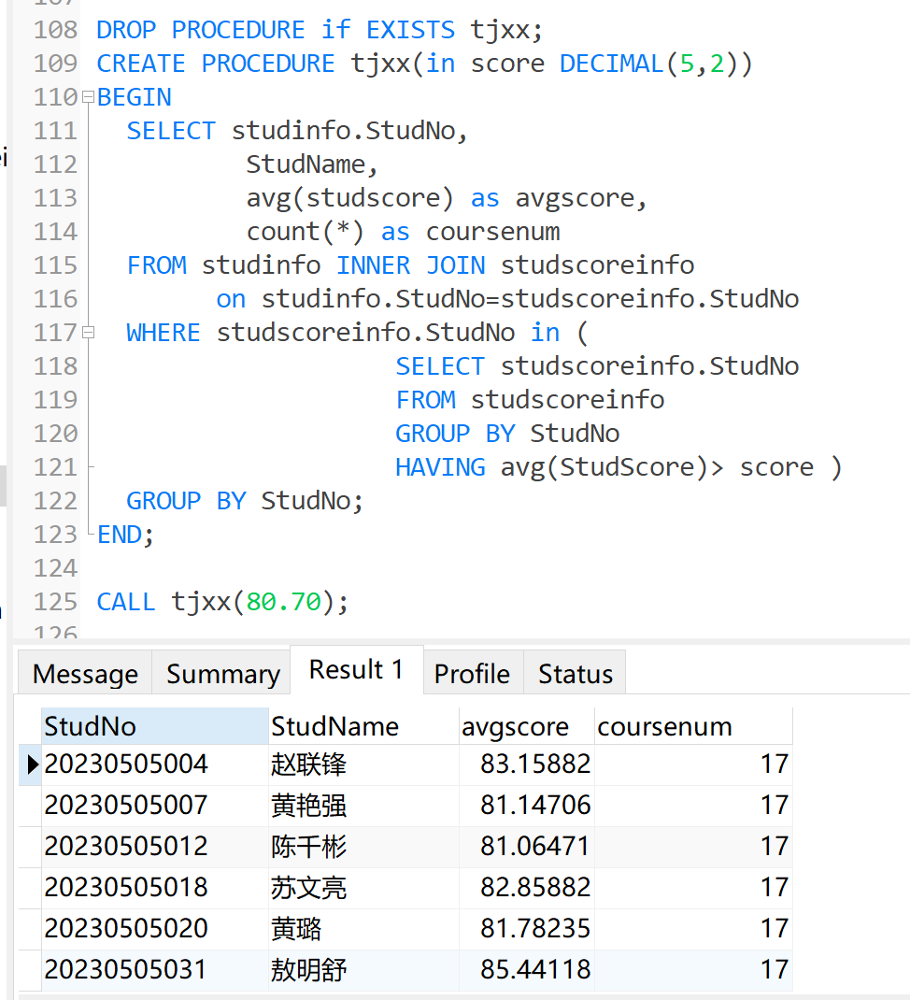 108 DROP PROCEDURE if EXISTS tjxx;
109 CREATE PROCEDURE tjxx(in score DECIMAL(5,2))
110 BEGIN
111 SELECT studinfo.StudNo,
112 StudName,
113 avg(studscore) as avgscore,
114 count(*) as coursenum
115 FROM studinfo INNER JOIN studscoreinfo
116 on studinfo.StudNo=studscoreinfo.StudNo
117 WHERE studscoreinfo.StudNo in (
118 SELECT studscoreinfo.StudNo
119 FROM studscoreinfo
120 GROUP BY StudNo
121 HAVING avg(StudScore)> score )
122 GROUP BY StudNo;
123 END;
124
125 CALL tjxx(80.70);
126
Message Summary Result 1 Profile Status
StudNo StudName avgscore coursenum
20230505004 赵联锋 83.15882 17
20230505007 黄艳强 81.14706 17
20230505012 陈千彬 81.06471 17
20230505018 苏文亮 82.85882 17
20230505020 黄璐 81.78235 17
20230505031 敖明舒 85.44118 17